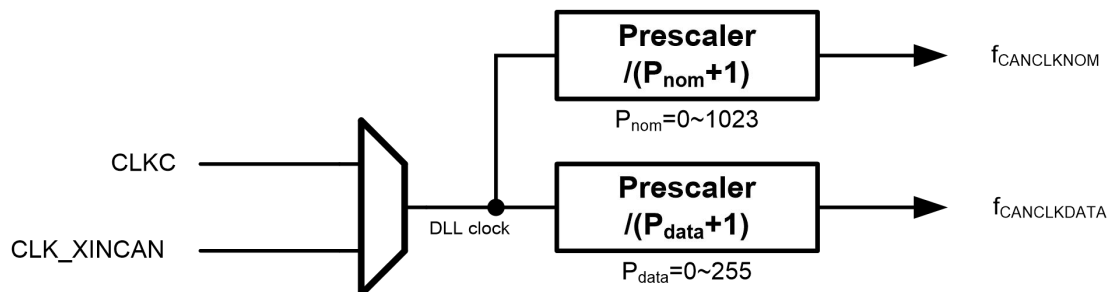 Prescaler
/(Pnom+1)
fCANCLKNOM
Pnom=0~1023
CLKC
Prescaler
/(Pdata+1)
fCANCLKDATA
DLL clock
CLK_XINCAN
Pdata=0~255